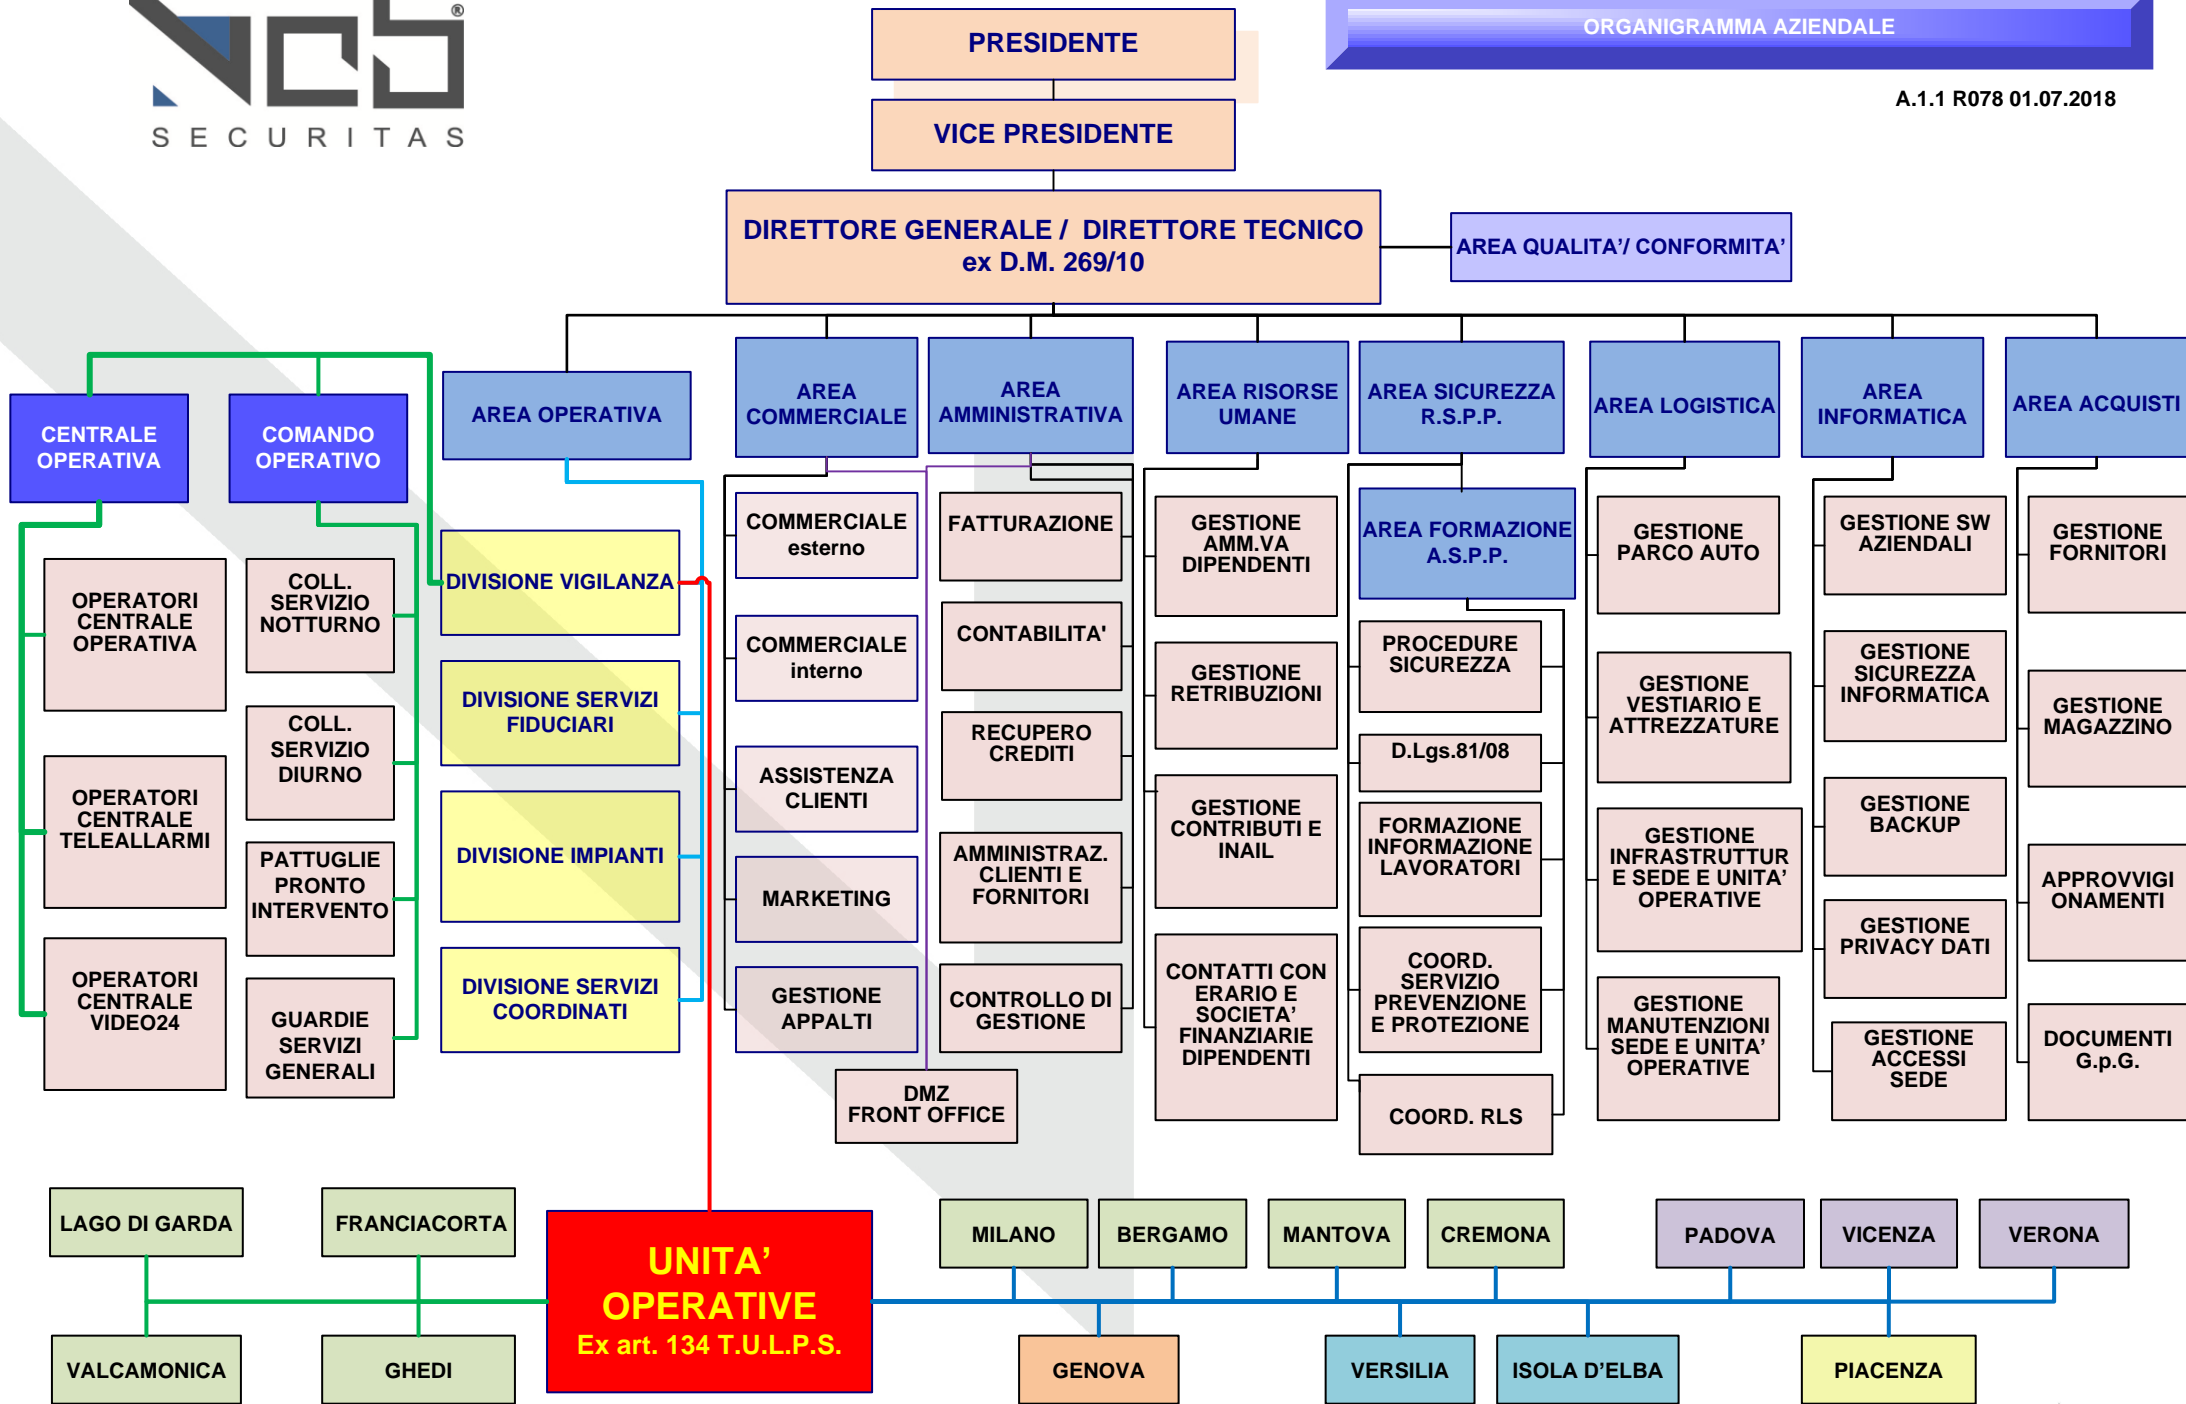 ®
SECURITAS
ORGANIGRAMMA AZIENDALE
A.1.1 R078 01.07.2018
PRESIDENTE
VICE PRESIDENTE
DIRETTORE GENERALE / DIRETTORE TECNICO
ex D.M. 269/10
AREA QUALITA’/ CONFORMITA’
CENTRALE
OPERATIVA
COMANDO
OPERATIVO
AREA OPERATIVA
AREA
COMMERCIALE
AREA
AMMINISTRATIVA
AREA RISORSE
UMANE
AREA SICUREZZA
R.S.P.P.
AREA LOGISTICA
AREA
INFORMATICA
AREA ACQUISTI
OPERATORI
CENTRALE
OPERATIVA
OPERATORI
CENTRALE
TELEALLARMI
OPERATORI
CENTRALE
VIDEO24
COLL.
SERVIZIO
NOTTURNO
COLL.
SERVIZIO
DIURNO
PATTUGLIE
PRONTO
INTERVENTO
GUARDIE
SERVIZI
GENERALI
DIVISIONE VIGILANZA
DIVISIONE SERVIZI
FIDUCIARI
DIVISIONE IMPIANTI
DIVISIONE SERVIZI
COORDINATI
COMMERCIALE
esterno
COMMERCIALE
interno
ASSISTENZA
CLIENTI
MARKETING
GESTIONE
APPALTI
FATTURAZIONE
CONTABILITA'
RECUPERO
CREDITI
AMMINISTRAZ.
CLIENTI E
FORNITORI
CONTROLLO DI
GESTIONE
DMZ
FRONT OFFICE
GESTIONE
AMM.VA
DIPENDENTI
GESTIONE
RETRIBUZIONI
GESTIONE
CONTRIBUTI E
INAIL
CONTATTI CON
ERARIO E
SOCIETA’
FINANZIARIE
DIPENDENTI
AREA FORMAZIONE
A.S.P.P.
PROCEDURE
SICUREZZA
D.Lgs.81/08
FORMAZIONE
INFORMAZIONE
LAVORATORI
COORD.
SERVIZIO
PREVENZIONE
E PROTEZIONE
COORD. RLS
GESTIONE
PARCO AUTO
GESTIONE
VESTIARIO E
ATTREZZATURE
GESTIONE
INFRASTRUTTUR
E SEDE E UNITA’
OPERATIVE
GESTIONE
MANUTENZIONI
SEDE E UNITA’
OPERATIVE
GESTIONE SW
AZIENDALI
GESTIONE
SICUREZZA
INFORMATICA
GESTIONE
BACKUP
GESTIONE
PRIVACY DATI
GESTIONE
ACCESSI
SEDE
GESTIONE
FORNITORI
GESTIONE
MAGAZZINO
APPROVVIGI
ONAMENTI
DOCUMENTI
G.p.G.
LAGO DI GARDA
FRANCIACORTA
VALCAMONICA
GHEDI
UNITA’
OPERATIVE
Ex art. 134 T.U.L.P.S.
MILANO
BERGAMO
MANTOVA
CREMONA
PADOVA
VICENZA
VERONA
GENOVA
VERSILIA
ISOLA D’ELBA
PIACENZA